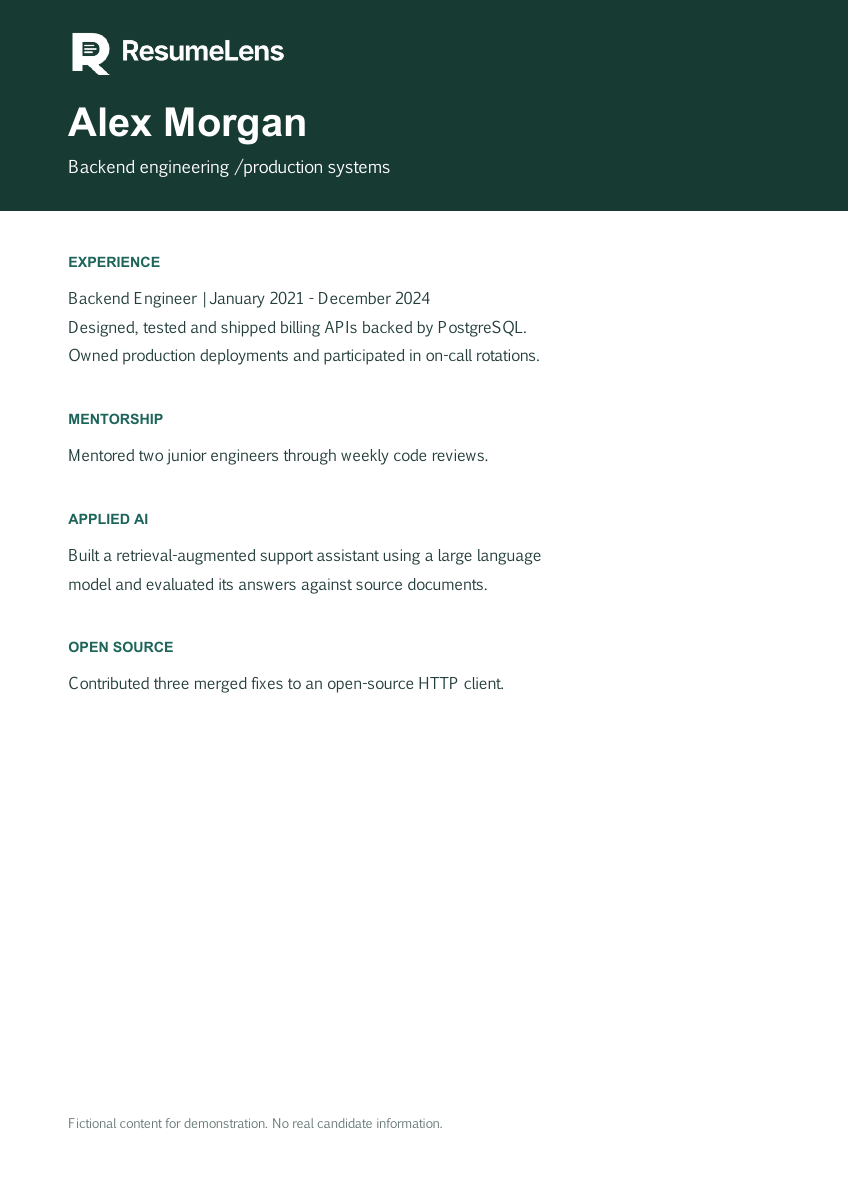 ResumeLens
Alex Morgan
Backend engineering /production systems
EXPERIENCE
Backend Engineer | January 2021 - December 2024
Designed, tested and shipped billing APIs backed by PostgreSQL.
Owned production deployments and participated in on-call rotations.
MENTORSHIP
Mentored two junior engineers through weekly code reviews.
APPLIED AI
Built a retrieval-augmented support assistant using a large language
model and evaluated its answers against source documents.
OPEN SOURCE
Contributed three merged fixes to an open-source HTTP client.
Fictional content for demonstration. No real candidate information.